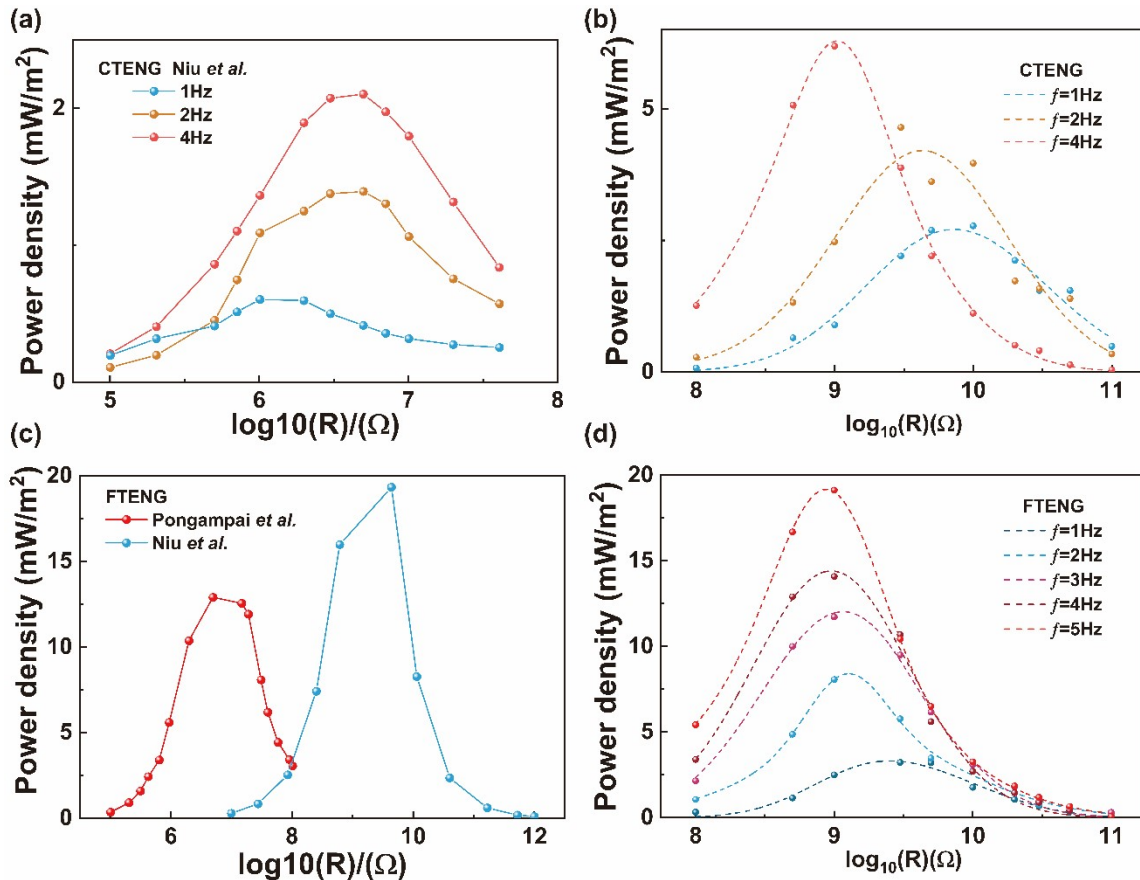 (a)
CTENG Niu et al.
1Hz
2Hz
4Hz
Power density (mW/m²)
0
2
5
6
7
8
log10(R)/(Ω)
(b)
CTENG
f=1Hz
f=2Hz
f=4Hz
Power density (mW/m²)
0
5
8
9
10
11
log₁₀(R)(Ω)
(c)
FTENG
Pongampai et al.
Niu et al.
Power density (mW/m²)
0
5
10
15
20
6
8
10
12
log10(R)/(Ω)
(d)
FTENG
f=1Hz
f=2Hz
f=3Hz
f=4Hz
f=5Hz
Power density (mW/m²)
0
5
10
15
20
8
9
10
11
log₁₀(R)(Ω)